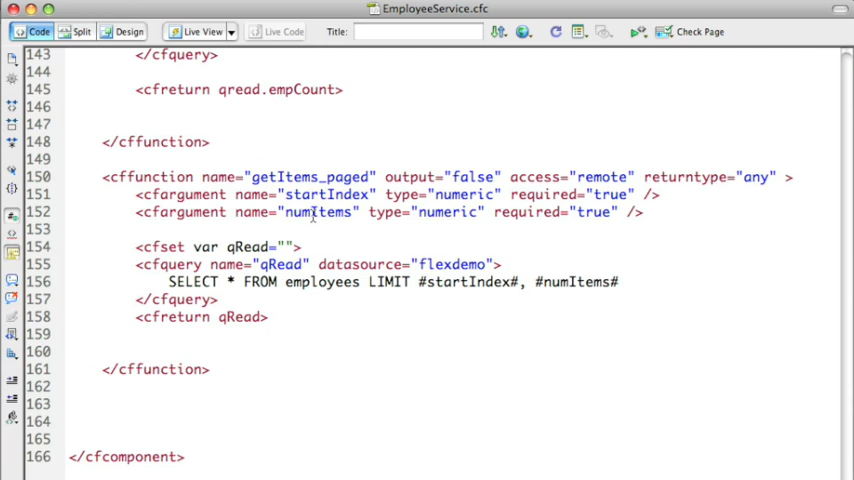 EmployeeService.cfc
Code Split Design Live View Live Code Title: Check Page
143 </cfquery>
144
145 <cfreturn qread.empCount>
146
147
148 </cffunction>
149
150 <cffunction name="getItems_paged" output="false" access="remote" returntype="any" >
151 <cfargument name="startIndex" type="numeric" required="true" />
152 <cfargument name="numItems" type="numeric" required="true" />
153
154 <cfset var qRead="">
155 <cfquery name="qRead" datasource="flexdemo">
156 SELECT * FROM employees LIMIT #startIndex#, #numItems#
157 </cfquery>
158 <cfreturn qRead>
159
160
161 </cffunction>
162
163
164
165
166 </cfcomponent>